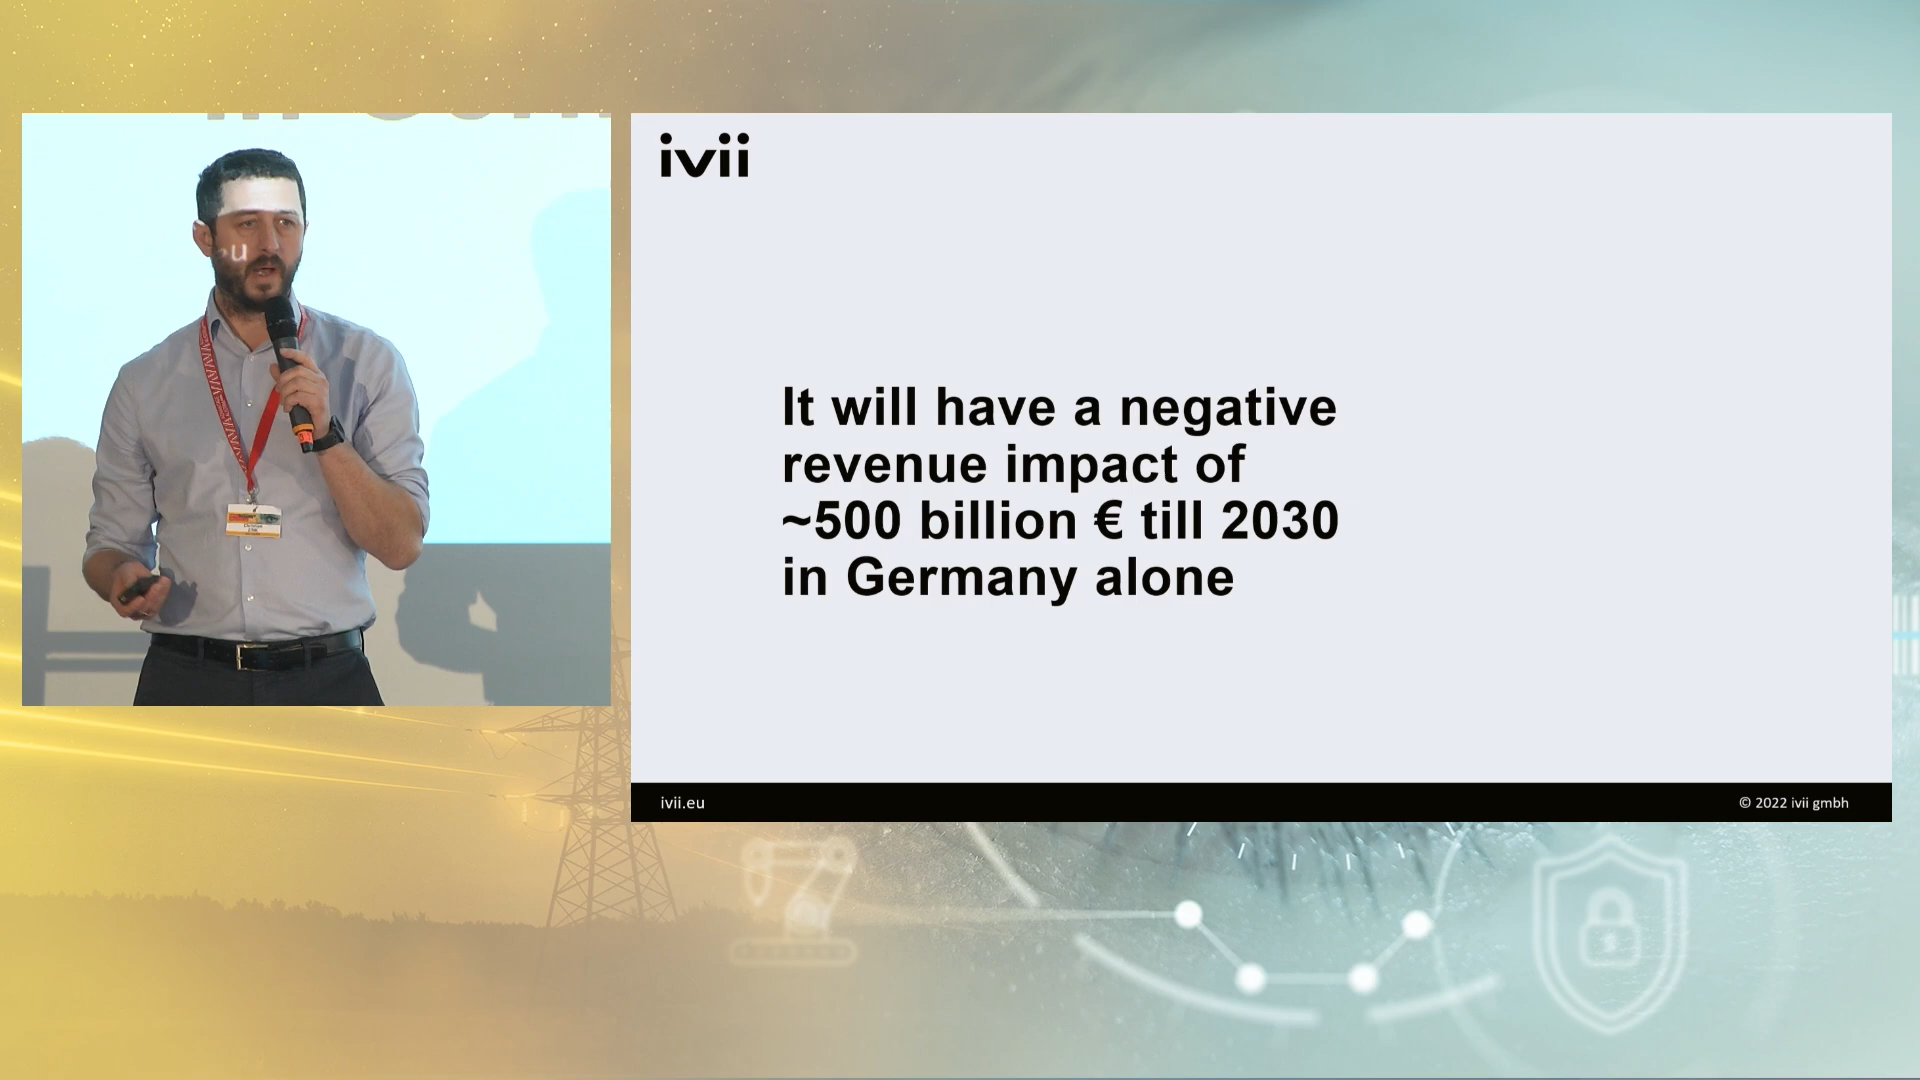 ivii
It will have a negative
revenue impact of
~500 billion € till 2030
in Germany alone
ivii.eu
© 2022 ivii gmbh
Christian